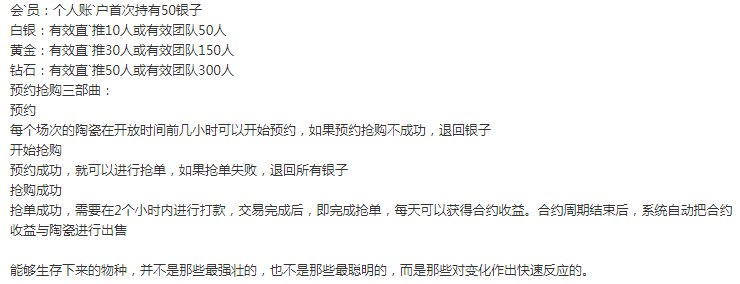 会`员：个人账`户首次持有50银子
白银：有效直`推10人或有效团队50人
黄金：有效直`推30人或有效团队150人
钻石：有效直`推50人或有效团队300人
预约抢购三部曲：
预约
每个场次的陶瓷在开放时间前几小时可以开始预约，如果预约抢购不成功，退回银子
开始抢购
预约成功，就可以进行抢单，如果抢单失败，退回所有银子
抢购成功
抢单成功，需要在2个小时内进行打款，交易完成后，即完成抢单，每天可以获得合约收益。合约周期结束后，系统自动把合约
收益与陶瓷进行出售
能够生存下来的物种，并不是那些最强壮的，也不是那些最聪明的，而是那些对变化作出快速反应的。